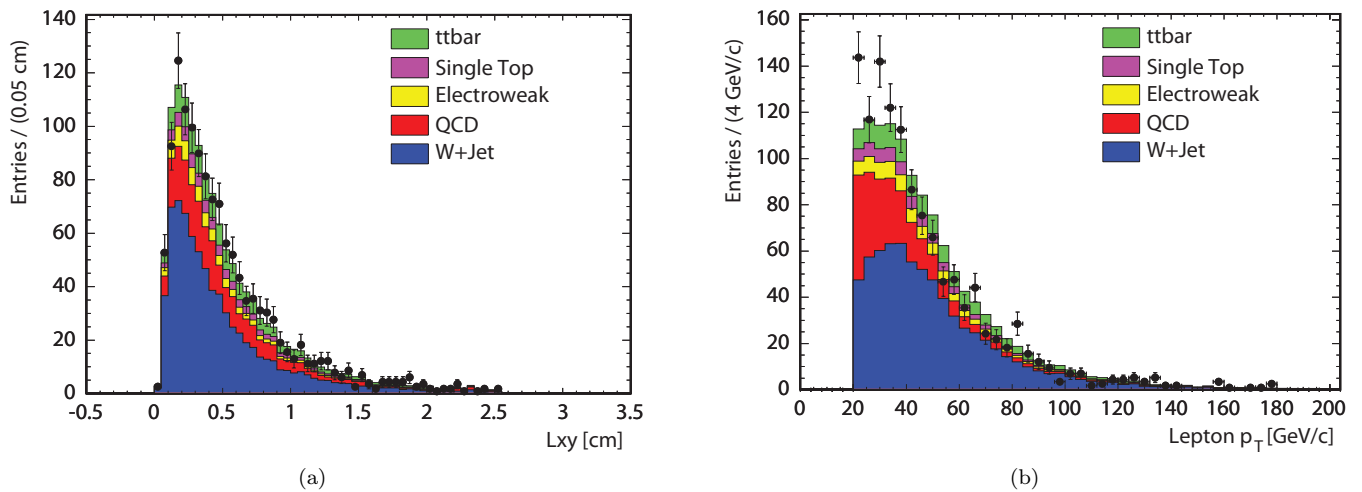 Entries / (0.05 cm)
140
120
100
80
60
40
20
0
-0.5 0 0.5 1 1.5 2 2.5 3 3.5
Lxy [cm]
ttbar
Single Top
Electroweak
QCD
W+Jet
(a)
Entries / (4 GeV/c)
160
140
120
100
80
60
40
20
0
0 20 40 60 80 100 120 140 160 180 200
Lepton p_T [GeV/c]
ttbar
Single Top
Electroweak
QCD
W+Jet
(b)